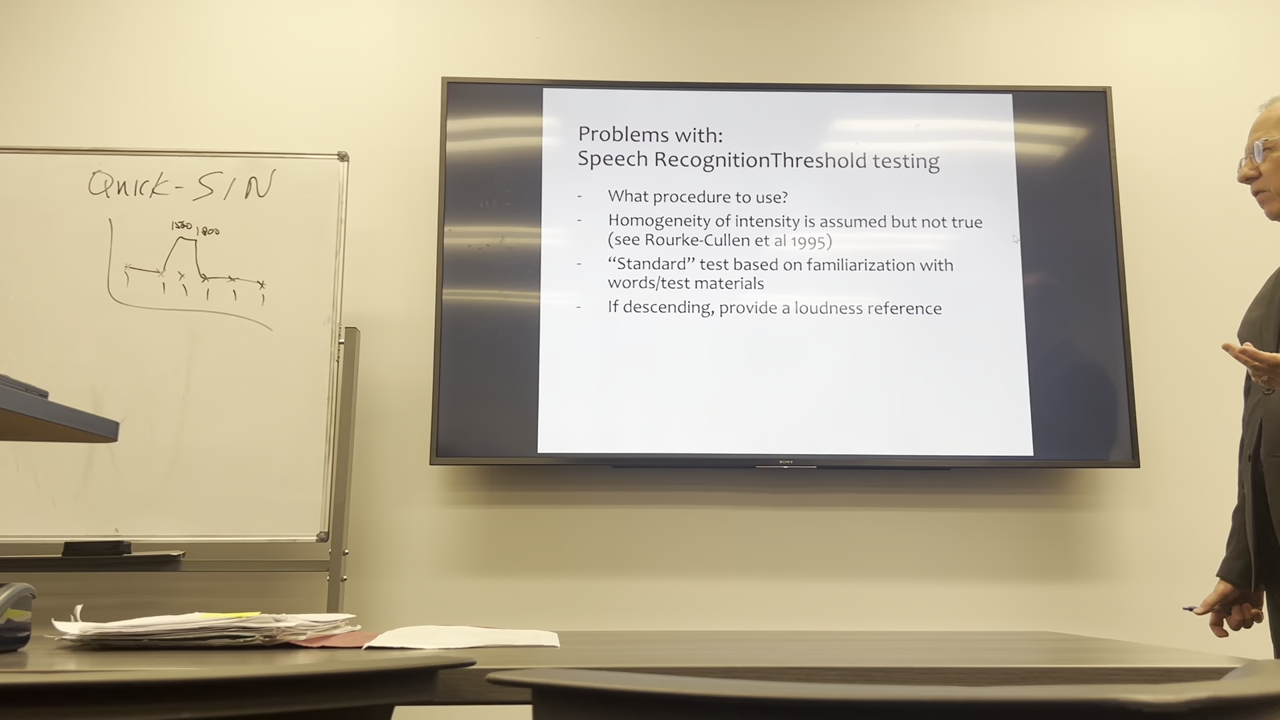 Quick-SIN
1500 1800
Problems with:
Speech RecognitionThreshold testing
- What procedure to use?
- Homogeneity of intensity is assumed but not true
(see Rourke-Cullen et al 1995)
- “Standard” test based on familiarization with
words/test materials
- If descending, provide a loudness reference
SONY